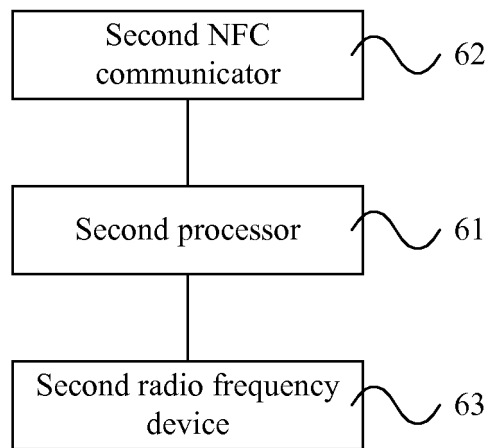 Second NFC
communicator
62
Second processor
61
Second radio frequency
device
63